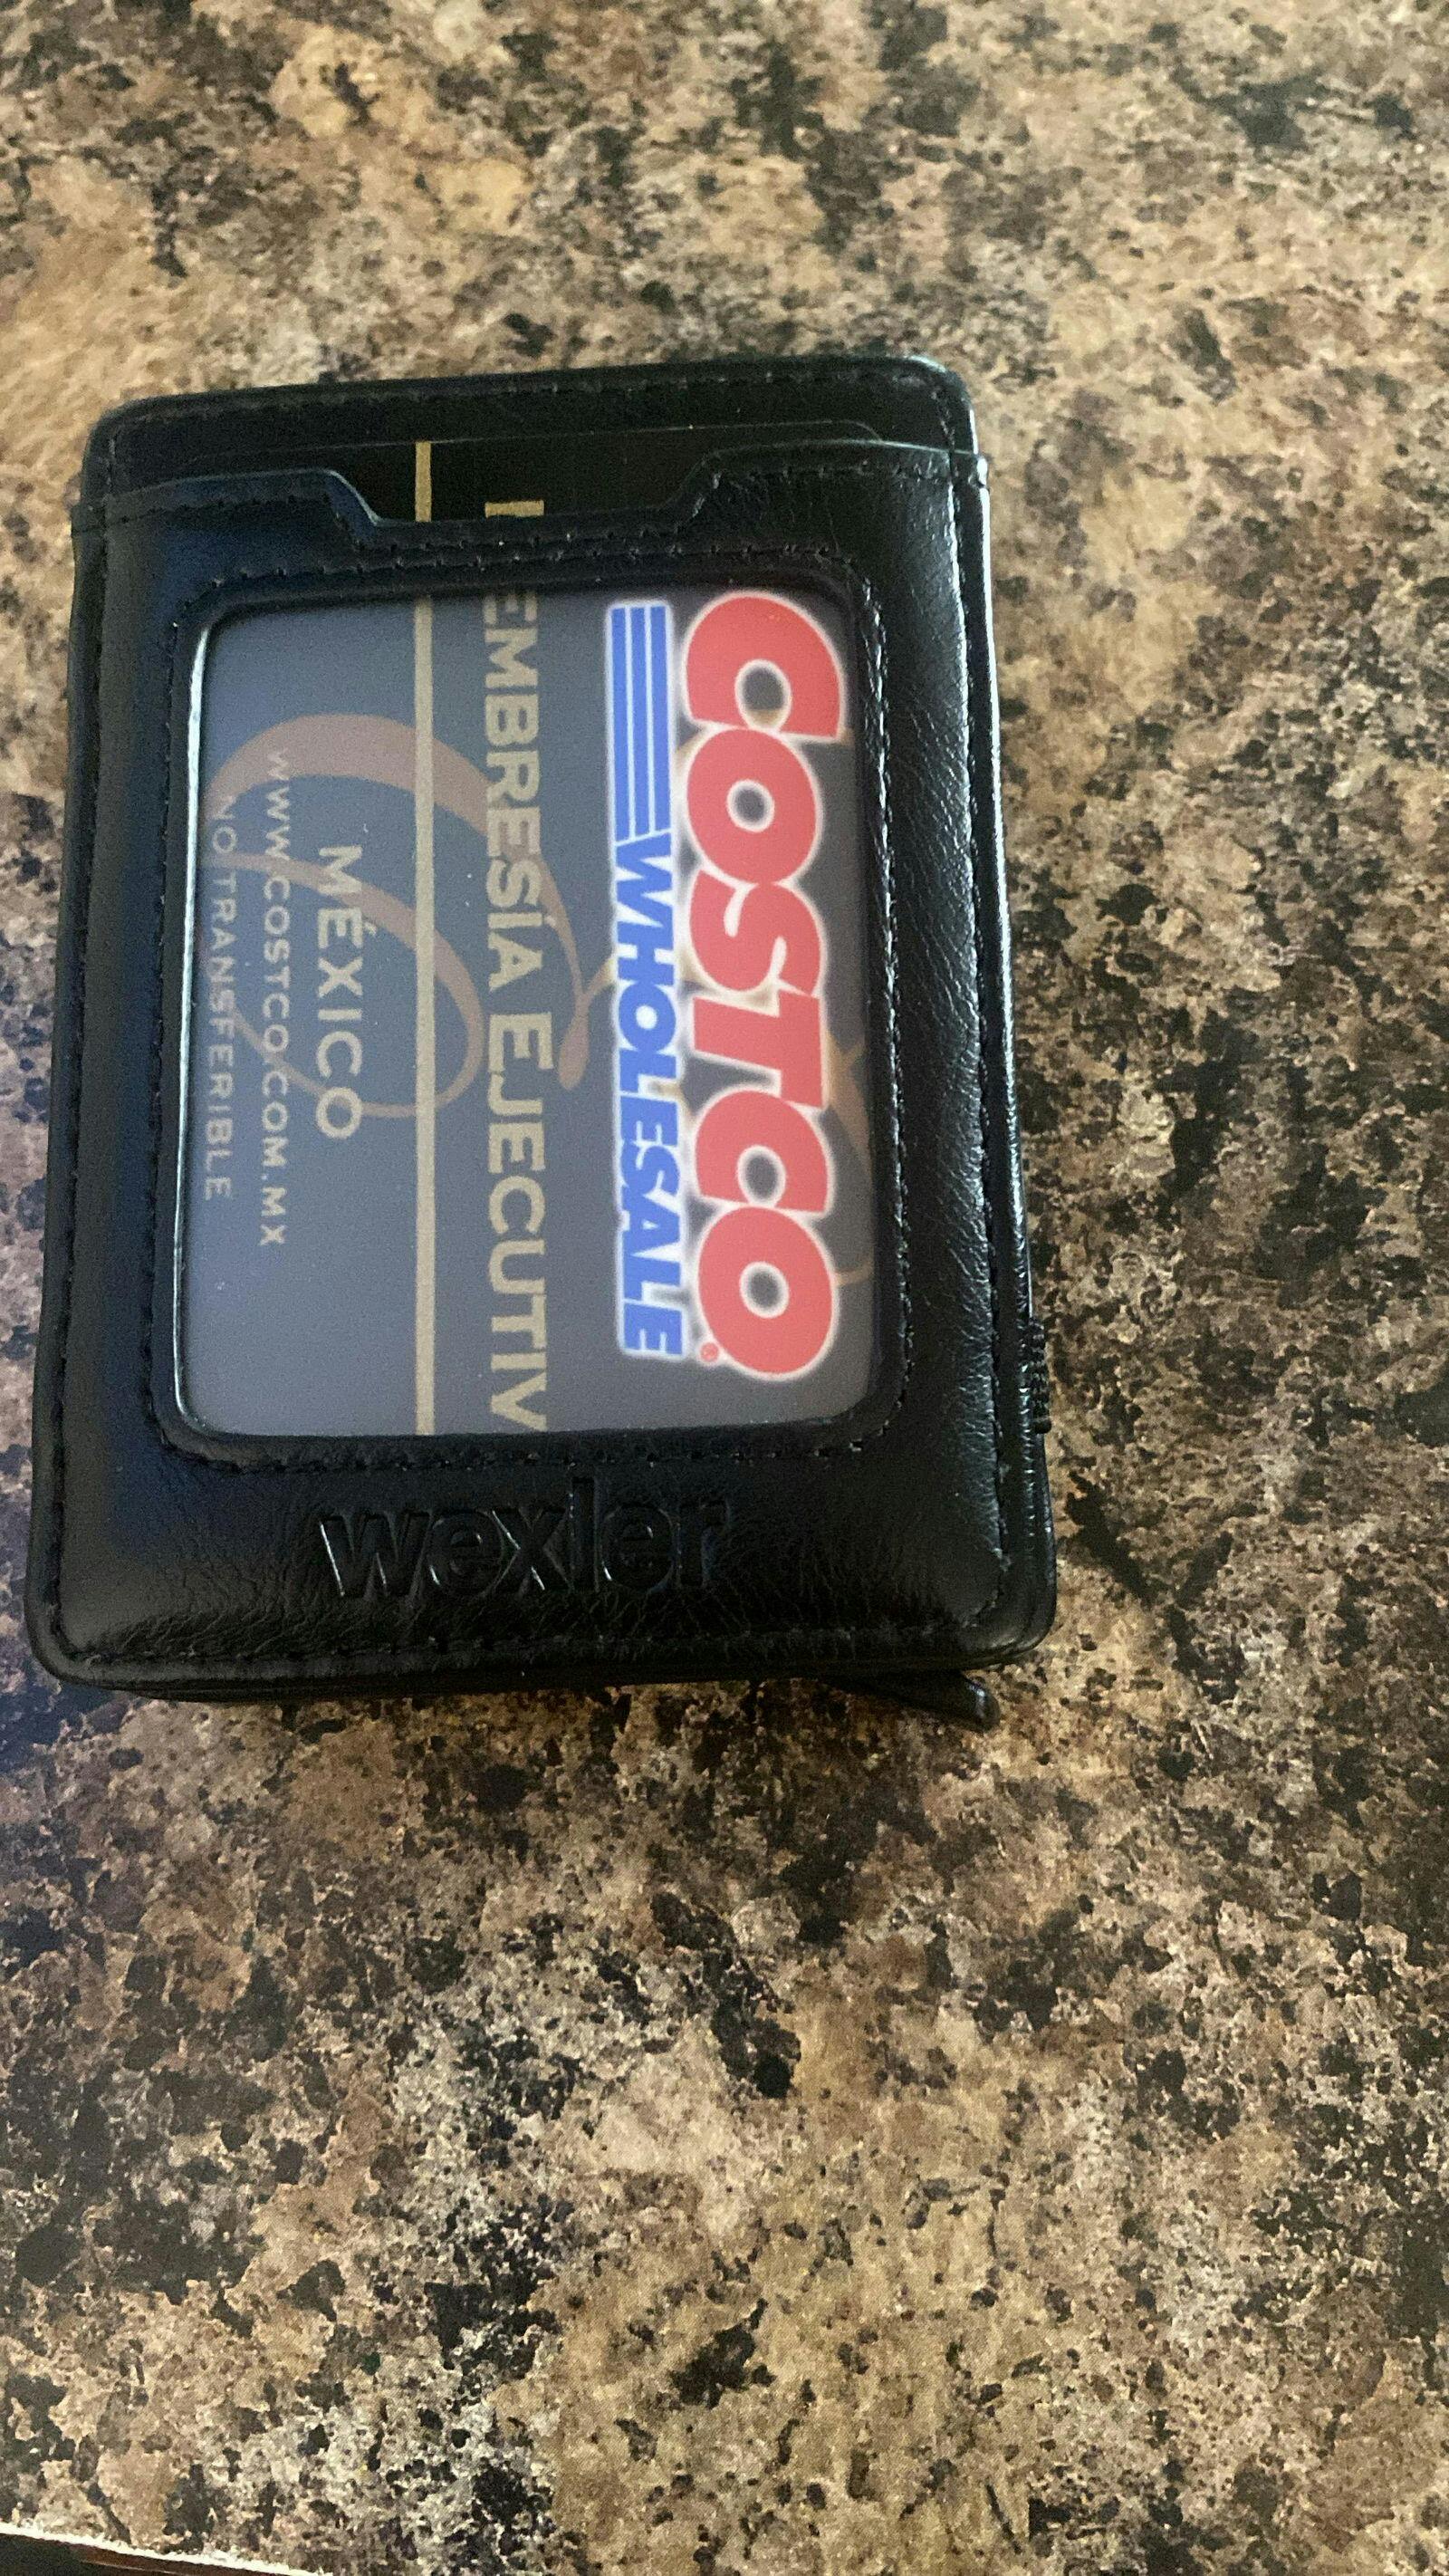 COSTCO
WHOLESALE
EMBRESÍA EJECUTIV
MÉXICO
WWW.COSTCO.COM.MX
NO TRANSFERIBLE
wexler